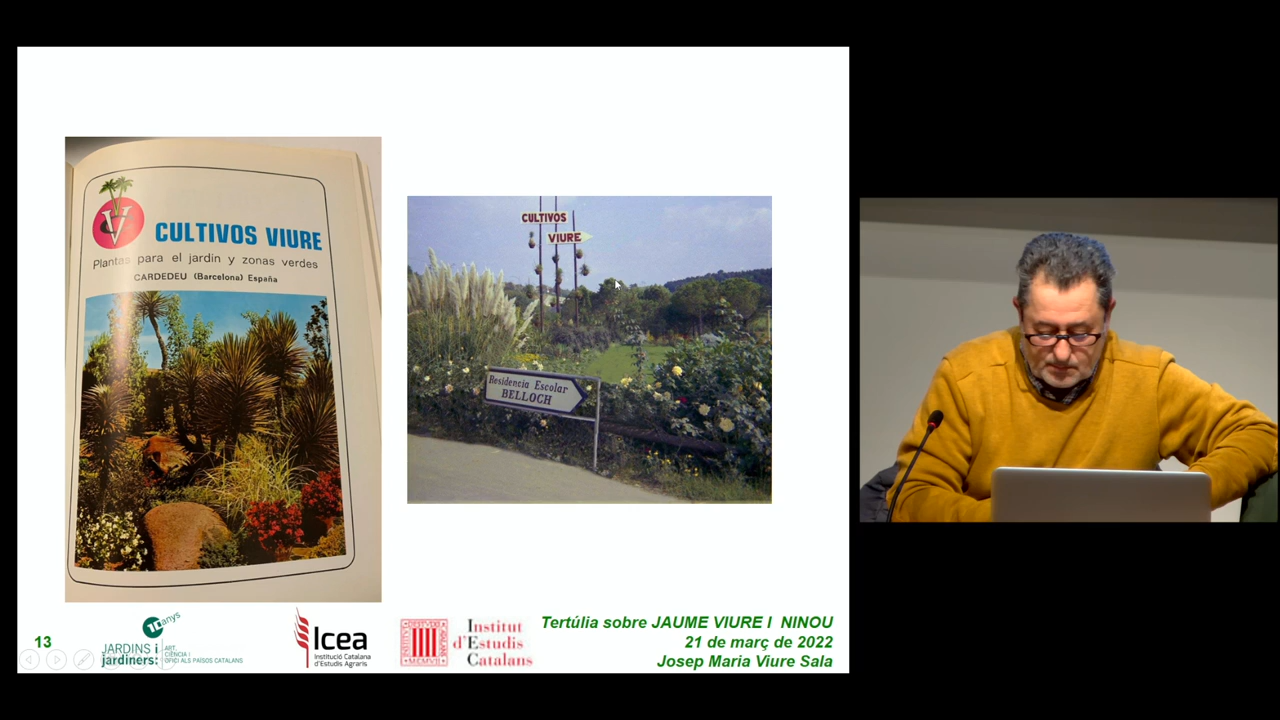 V
CULTIVOS VIURE
Plantas para el jardín y zonas verdes
CARDEDEU (Barcelona) España
CULTIVOS
VIURE
Residencia Escolar
BELLOCH
13
10 anys
JARDINS i
jardiners:
ART,
CIÈNCIA i
OFICI ALS PAÏSOS CATALANS
Icea
Institució Catalana
d'Estudis Agraris
Institut
d'Estudis
Catalans
Tertúlia sobre JAUME VIURE I NINOU
21 de març de 2022
Josep Maria Viure Sala